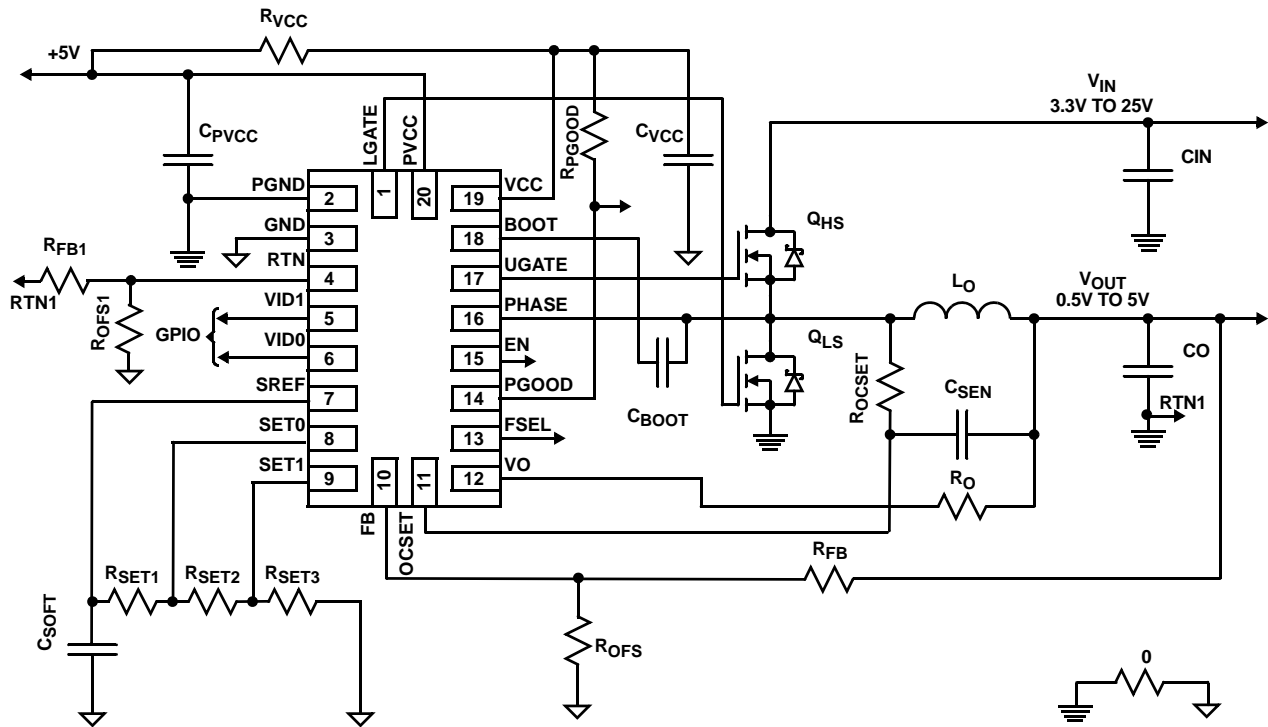 RVCC
+5V
VIN
3.3V TO 25V
CPVCC
LGATE
PVCC
RPGOOD
CVCC
CIN
PGND
2
1
20
19
VCC
GND
3
18
BOOT
QHS
RFB1
RTN
4
17
UGATE
RTN1
ROFS1
VID1
5
16
PHASE
LO
VOUT
0.5V TO 5V
GPIO
VID0
6
15
EN
QLS
CO
SREF
7
14
PGOOD
CBOOT
ROCSET
CSEN
RTN1
SET0
8
13
FSEL
SET1
9
10
11
12
VO
RO
FB
OCSET
RFB
RSET1
RSET2
RSET3
CSOFT
ROFS
0